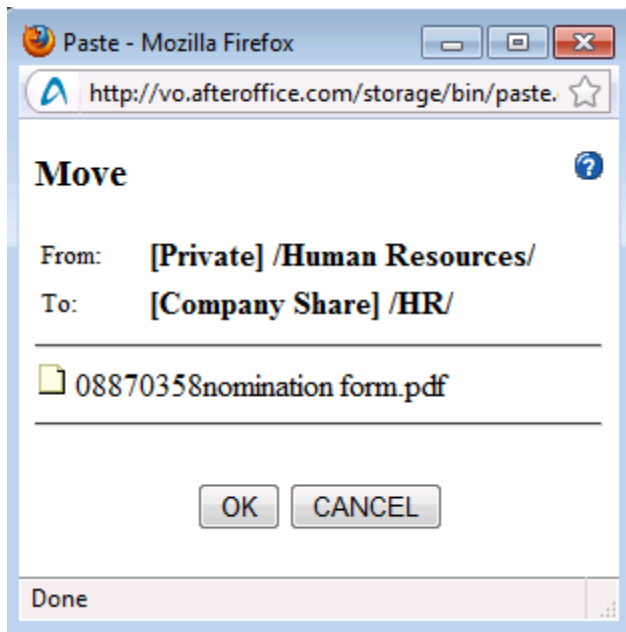 Paste - Mozilla Firefox
http://vo.afteroffice.com/storage/bin/paste.
Move
From: [Private] /Human Resources/
To: [Company Share] /HR/
08870358nomination form.pdf
OK CANCEL
Done